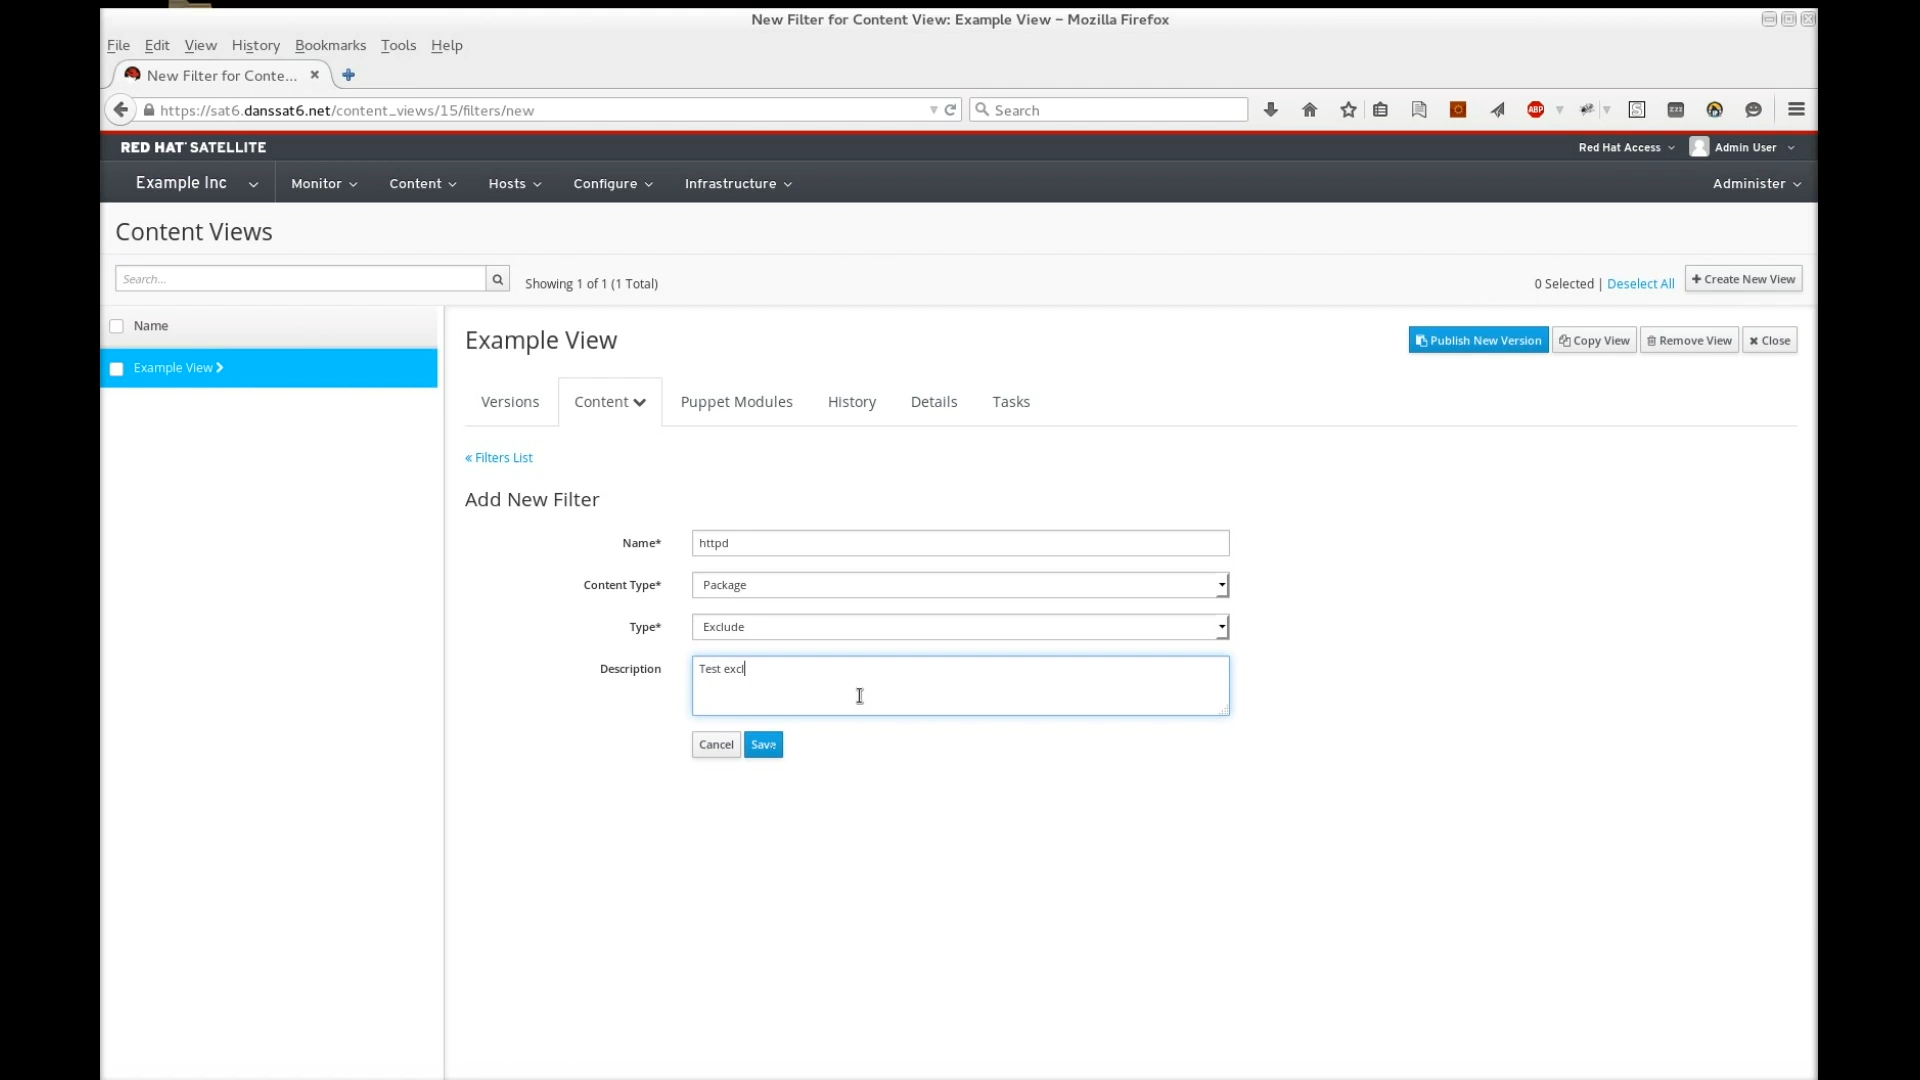 New Filter for Content View: Example View – Mozilla Firefox
File Edit View History Bookmarks Tools Help
New Filter for Conte...
https://sat6.danssat6.net/content_views/15/filters/new Search ABP zzz
RED HAT SATELLITE Red Hat Access Admin User
Example Inc Monitor Content Hosts Configure Infrastructure Administer
Content Views
Search... Showing 1 of 1 (1 Total) 0 Selected | Deselect All + Create New View
Name
Example View
Example View Publish New Version Copy View Remove View Close
Versions Content Puppet Modules History Details Tasks
« Filters List
Add New Filter
Name* httpd
Content Type* Package
Type* Exclude
Description Test excl
Cancel Save